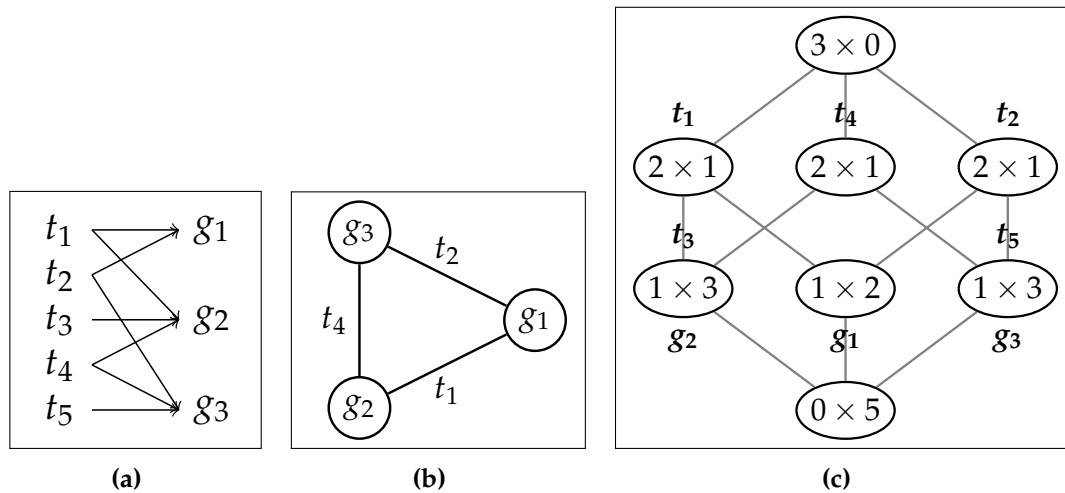 t₁ g₁
t₂
t₃ g₂
t₄
t₅ g₃
(a)
g₃
t₂
t₄
g₁
g₂
t₁
(b)
3 × 0
t₁ t₄ t₂
2 × 1 2 × 1 2 × 1
t₃ t₅
1 × 3 1 × 2 1 × 3
g₂ g₁ g₃
0 × 5
(c)